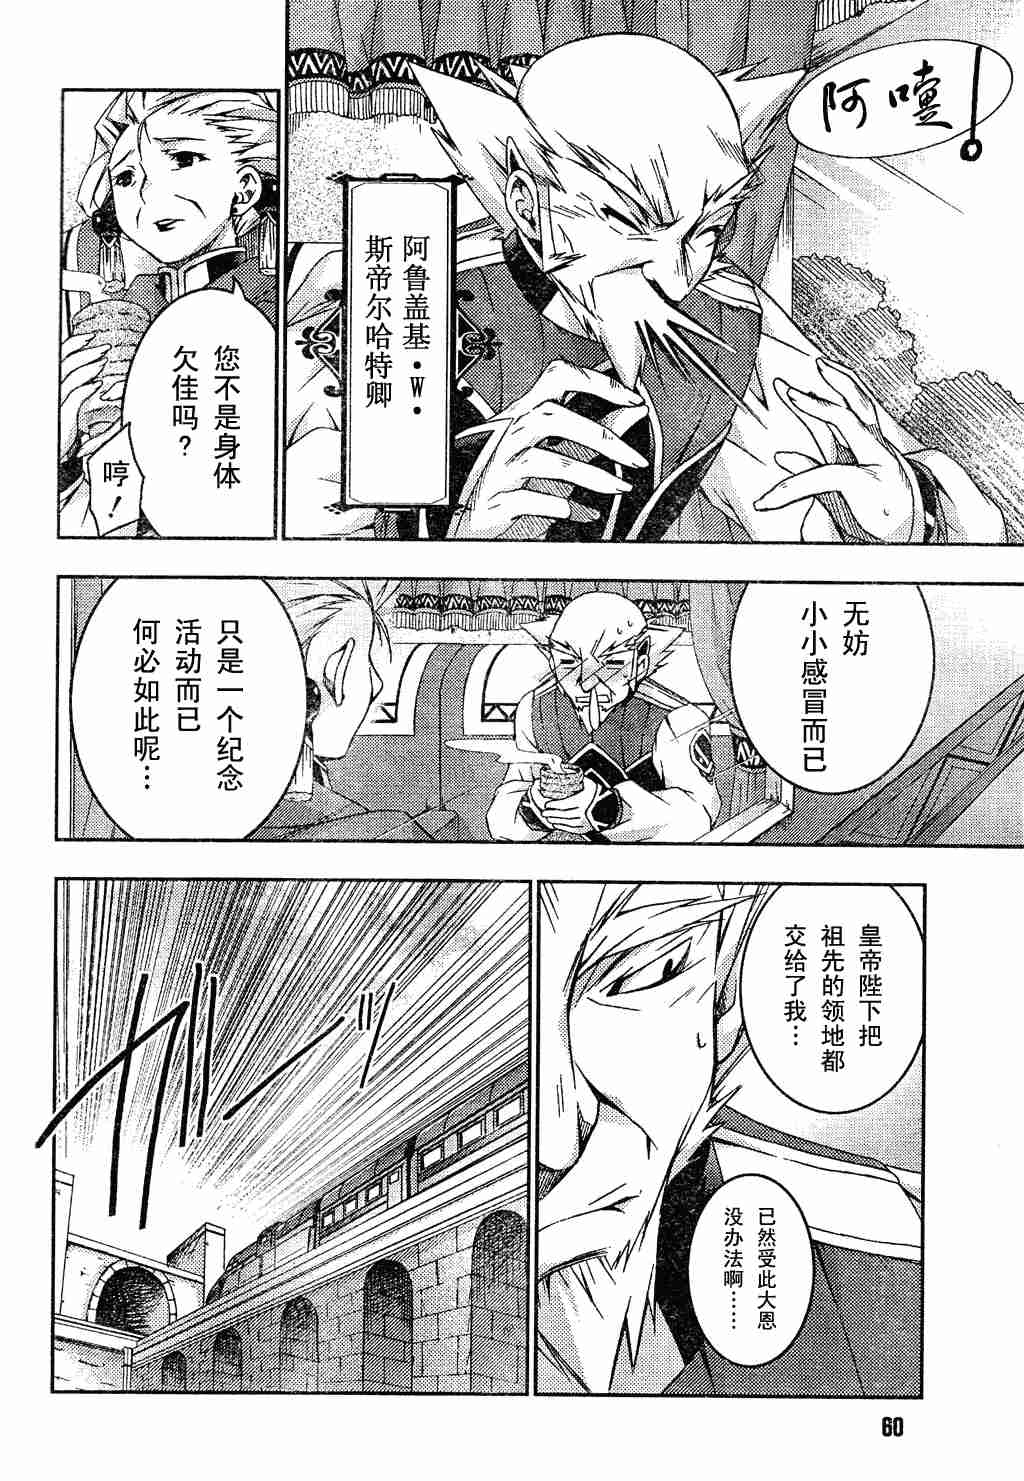 阿嚏！
阿鲁盖基·W·
斯帝尔哈特卿
您不是身体
欠佳吗？
哼！
无妨
小小感冒而已
只是一个纪念
活动而已
何必如此呢…
皇帝陛下把
祖先的领地都
交给了我…
已然受此大恩
没办法啊……
60